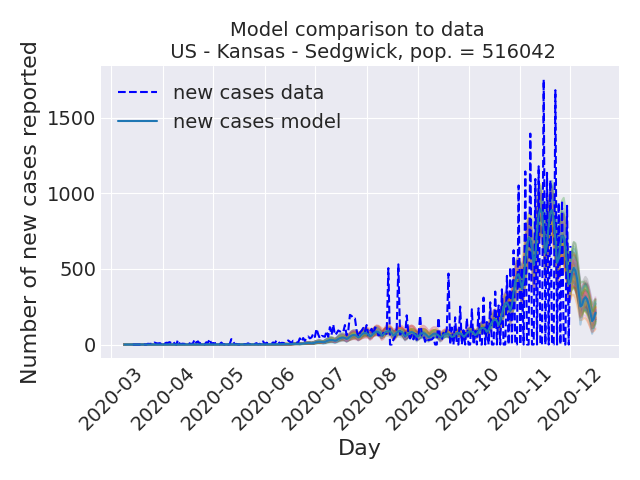 Model comparison to data
US - Kansas - Sedgwick, pop. = 516042
new cases data
new cases model
Number of new cases reported
1500
1000
500
0
2020-03
2020-04
2020-05
2020-06
2020-07
2020-08
2020-09
2020-10
2020-11
2020-12
Day